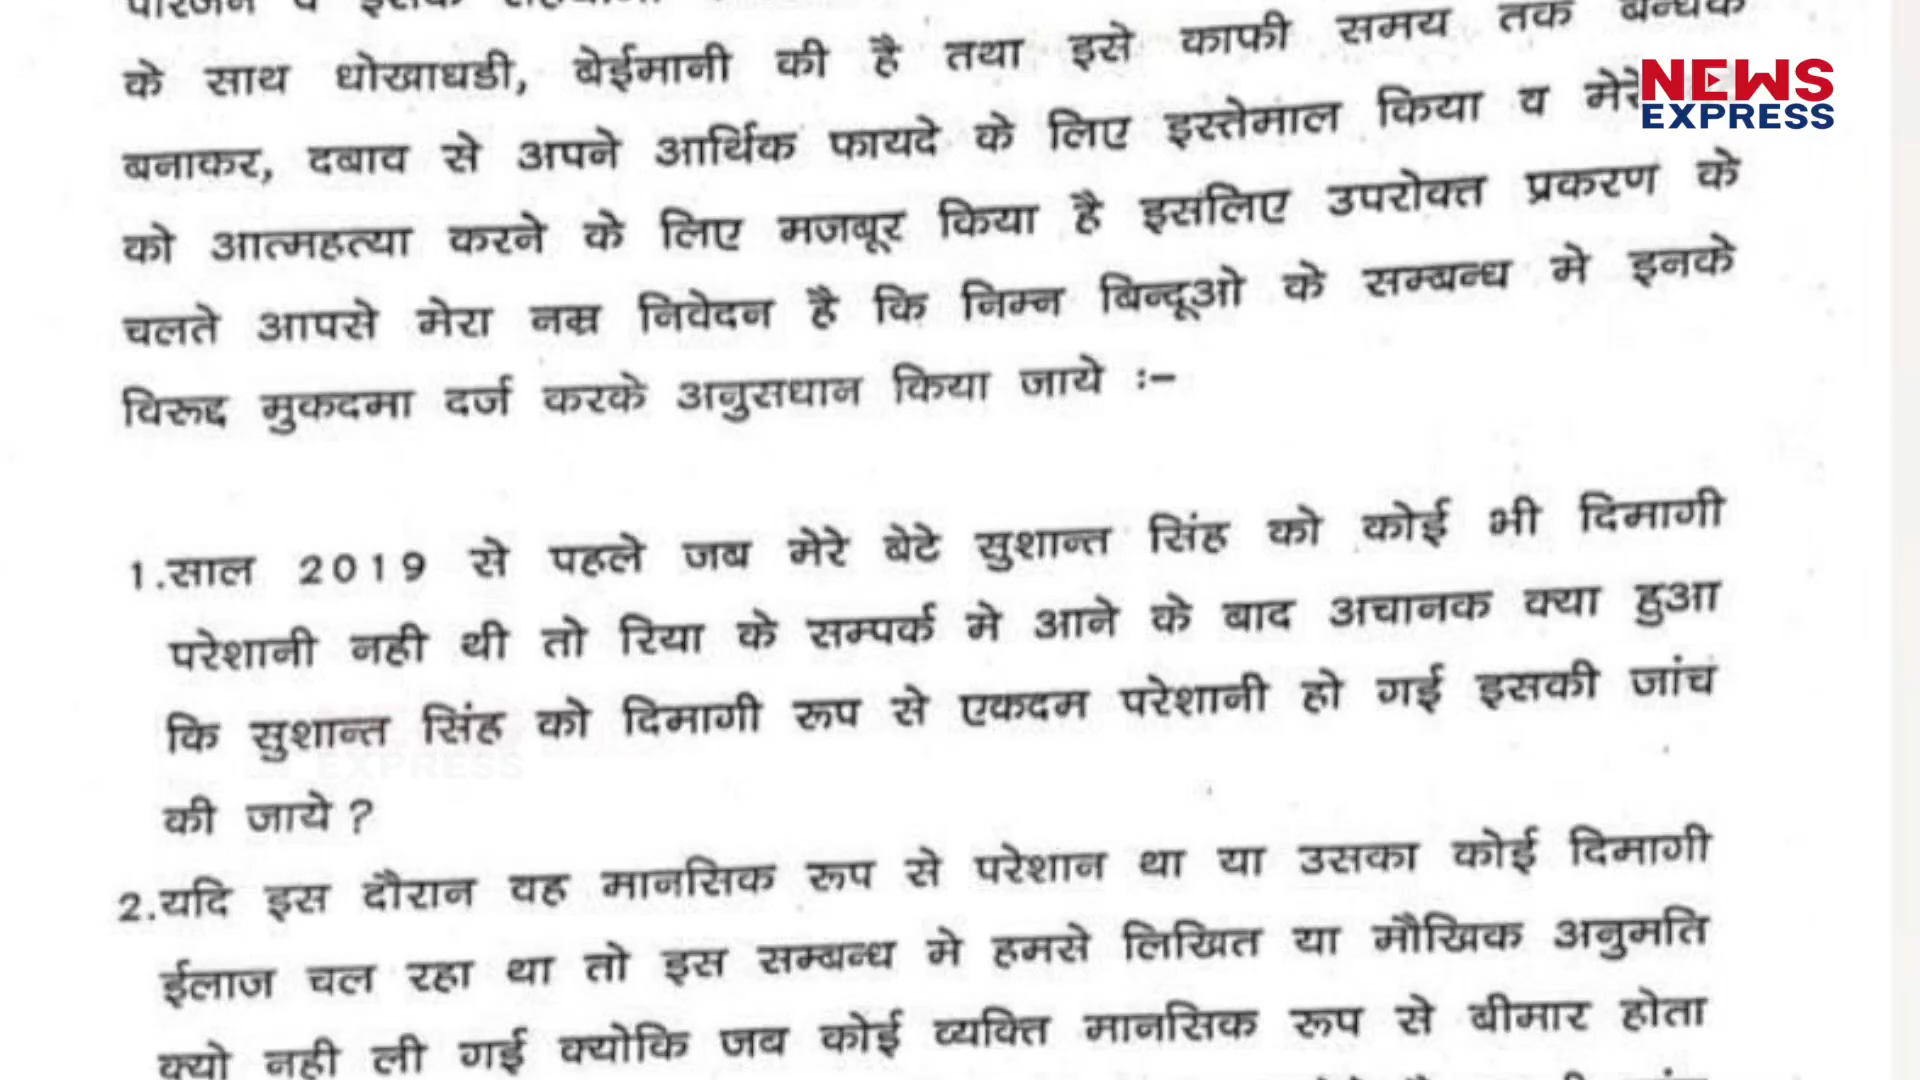 के साथ धोखाधडी, बेईमानी की है तथा इसे काफी समय तक बन्धक
बनाकर, दबाव से अपने आर्थिक फायदे के लिए इस्तेमाल किया व मेरे
को आत्महत्या करने के लिए मजबूर किया है इसलिए उपरोक्त प्रकरण के
चलते आपसे मेरा नम्र निवेदन है कि निम्न बिन्दूओ के सम्बन्ध मे इनके
विरूद्द मुकदमा दर्ज करके अनुसधान किया जाये :–
1.साल 2019 से पहले जब मेरे बेटे सुशान्त सिंह को कोई भी दिमागी
परेशानी नही थी तो रिया के सम्पर्क मे आने के बाद अचानक क्या हुआ
कि सुशान्त सिंह को दिमागी रूप से एकदम परेशानी हो गई इसकी जांच
की जाये ?
2.यदि इस दौरान वह मानसिक रूप से परेशान था या उसका कोई दिमागी
ईलाज चल रहा था तो इस सम्बन्ध मे हमसे लिखित या मौखिक अनुमति
क्यो नही ली गई क्योकि जब कोई व्यक्ति मानसिक रूप से बीमार होता
NEWS
EXPRESS